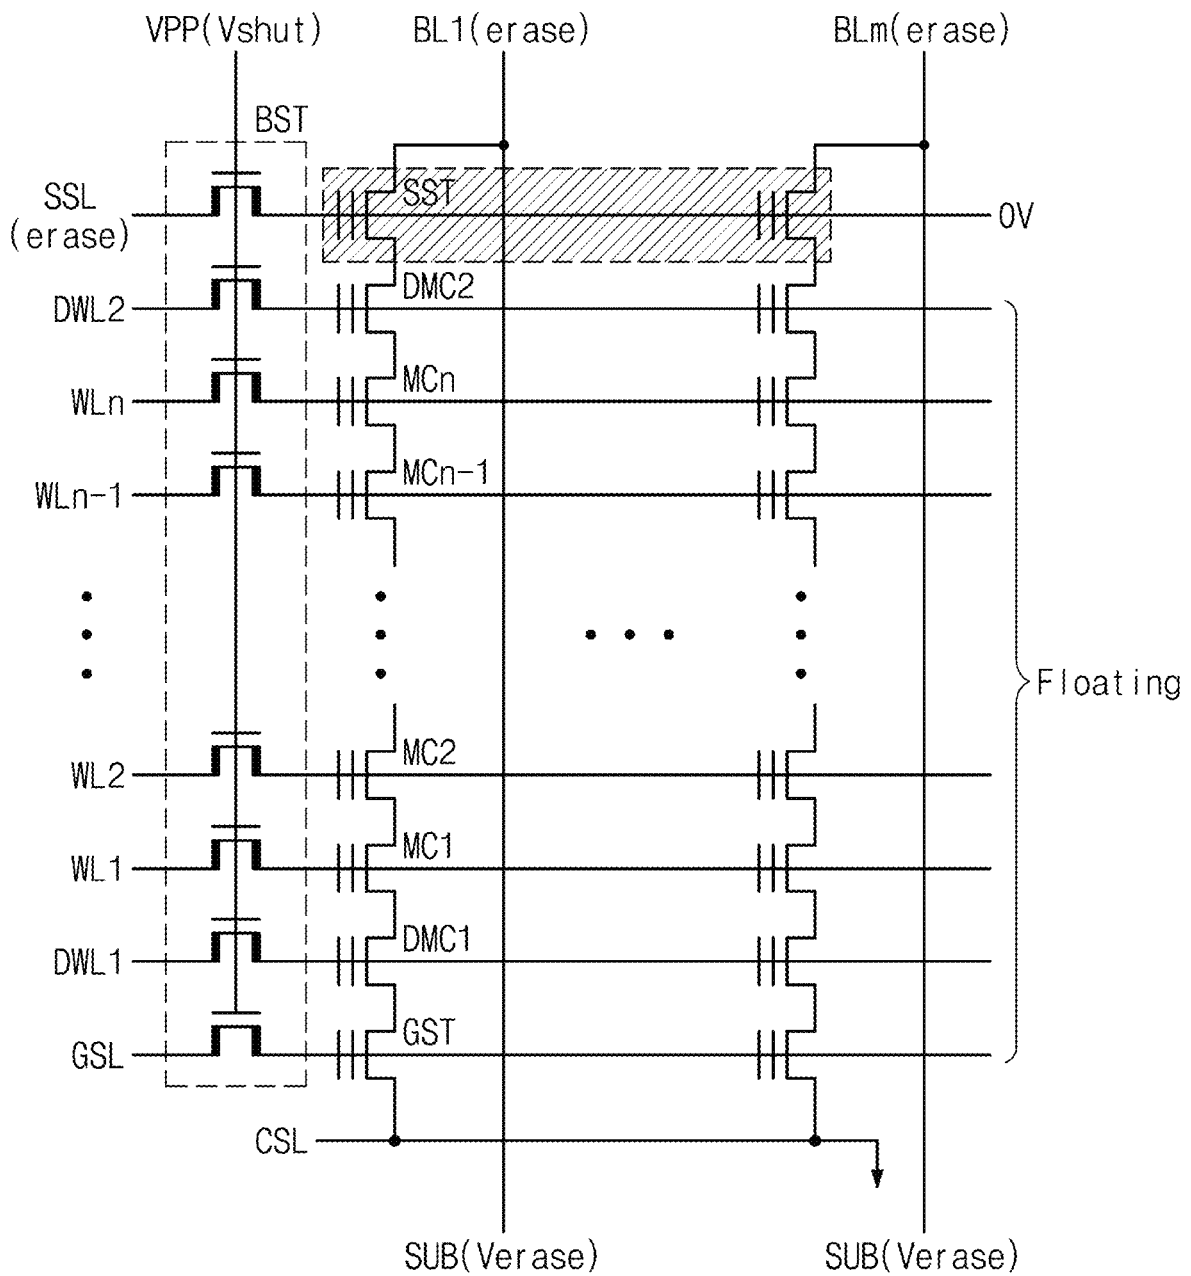 VPP(Vshut) BL1(erase) BLm(erase)
BST
SSL
(erase)
SST
0V
DWL2
DMC2
WLn
MCn
WLn-1
MCn-1
Floating
WL2
MC2
WL1
MC1
DWL1
DMC1
GSL
GST
CSL
SUB(Verase) SUB(Verase)